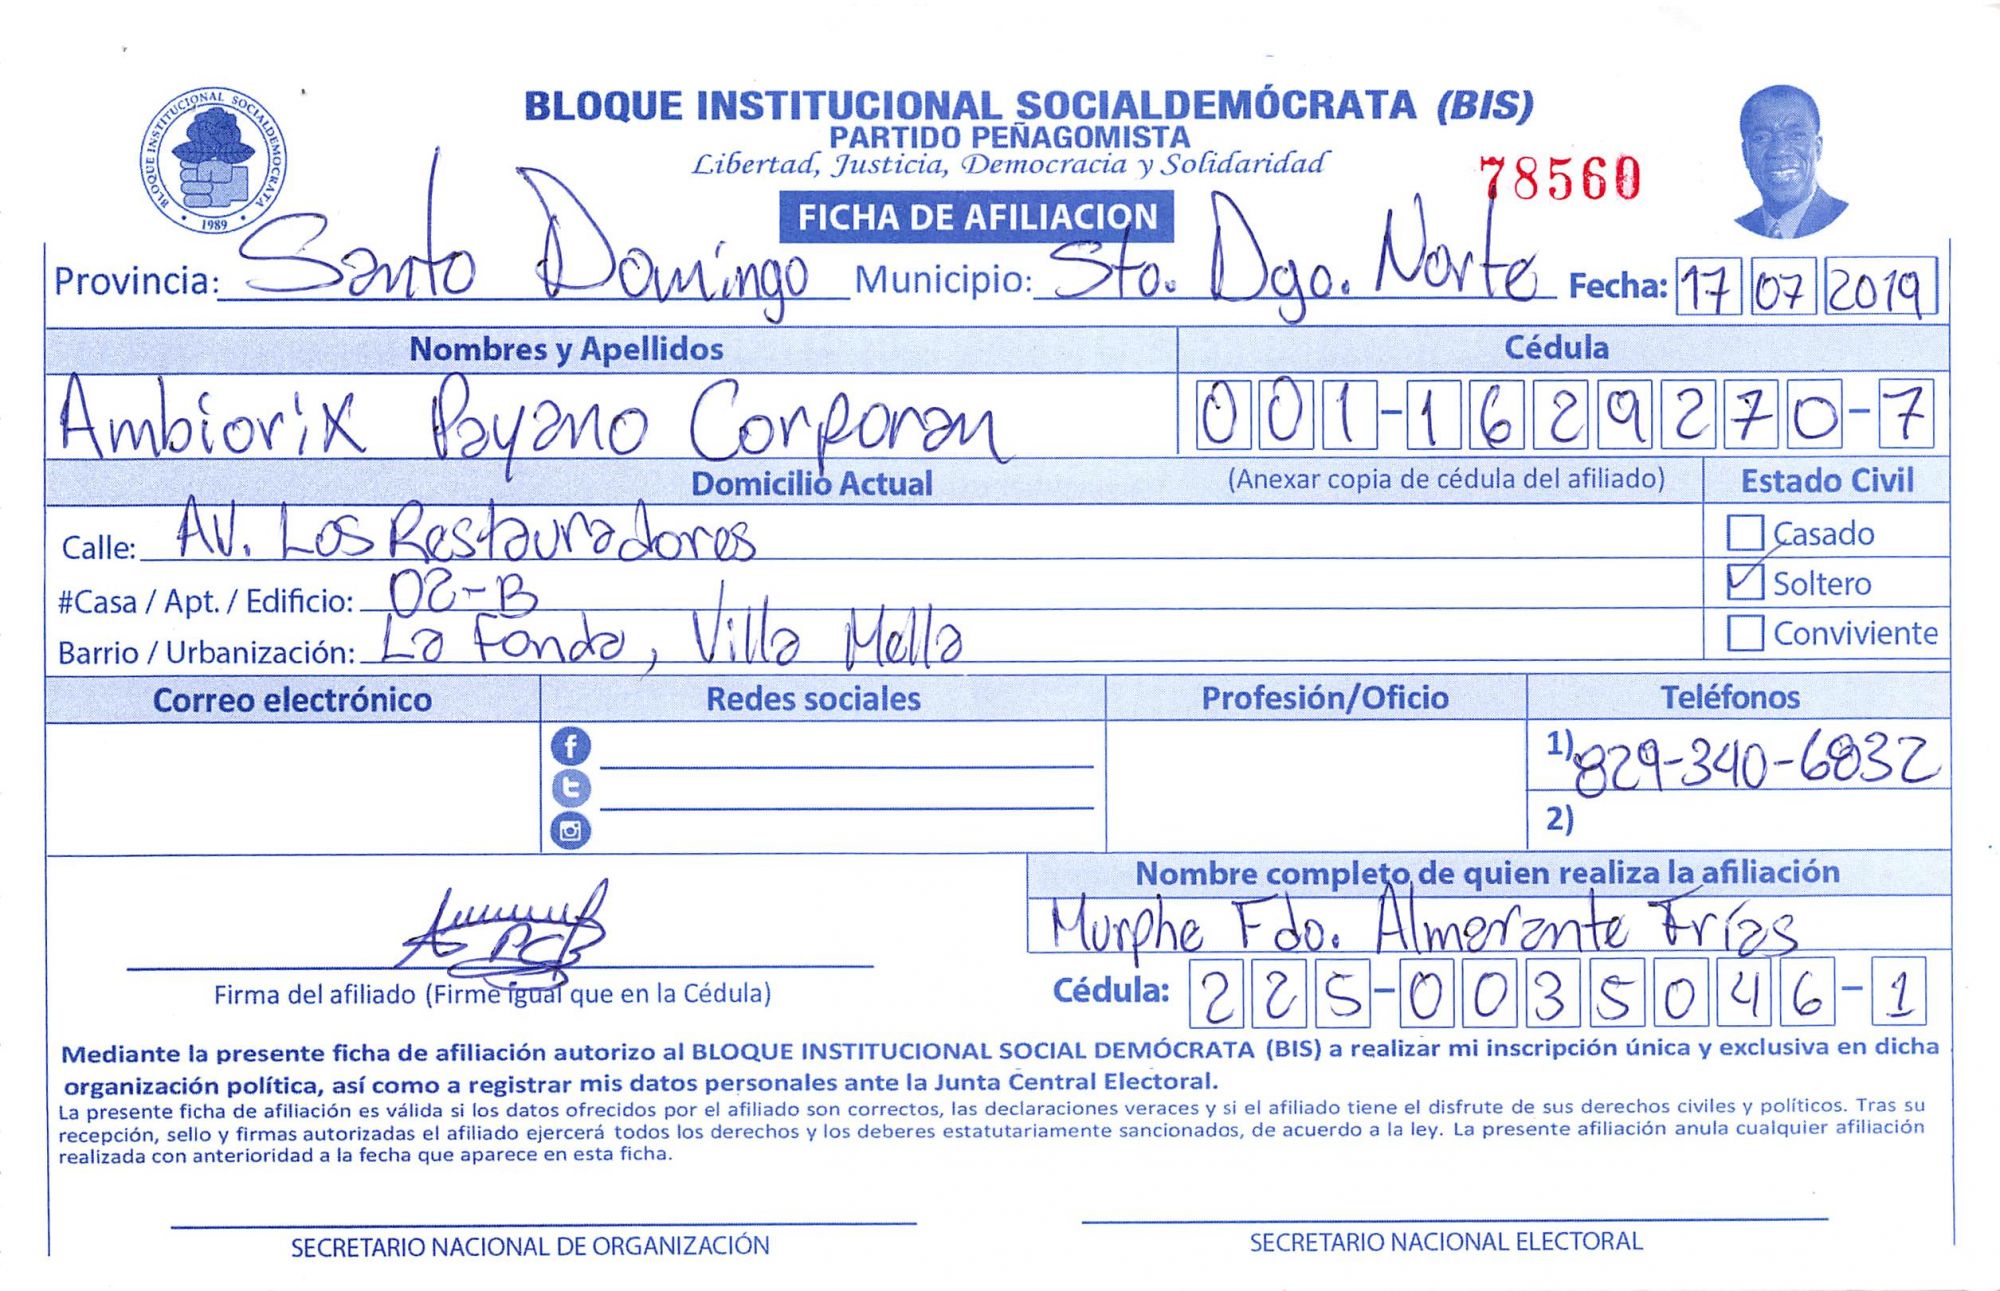 BLOQUE INSTITUCIONAL SOCIALDEMOCRATA
1989
BLOQUE INSTITUCIONAL SOCIALDEMÓCRATA (BIS)
PARTIDO PEÑAGOMISTA
Libertad, Justicia, Democracia y Solidaridad
78560
FICHA DE AFILIACION
Provincia: Santo Domingo Municipio: Sto. Dgo. Norte Fecha: 17 07 2019
Nombres y Apellidos Cédula
Ambiorix Payano Corporan 001-1629270-7
Domicilio Actual (Anexar copia de cédula del afiliado) Estado Civil
Calle: AV. Los Restauradores Casado
#Casa / Apt. / Edificio: 02-B Soltero
Barrio / Urbanización: La Fonda, Villa Mella Conviviente
Correo electrónico Redes sociales Profesión/Oficio Teléfonos
1) 829-340-6832
2)
Nombre completo de quien realiza la afiliación
Murphe Fdo. Almerante Frías
Firma del afiliado (Firme igual que en la Cédula) Cédula: 225-0035046-1
Mediante la presente ficha de afiliación autorizo al BLOQUE INSTITUCIONAL SOCIAL DEMÓCRATA (BIS) a realizar mi inscripción única y exclusiva en dicha
organización política, así como a registrar mis datos personales ante la Junta Central Electoral.
La presente ficha de afiliación es válida si los datos ofrecidos por el afiliado son correctos, las declaraciones veraces y si el afiliado tiene el disfrute de sus derechos civiles y políticos. Tras su
recepción, sello y firmas autorizadas el afiliado ejercerá todos los derechos y los deberes estatutariamente sancionados, de acuerdo a la ley. La presente afiliación anula cualquier afiliación
realizada con anterioridad a la fecha que aparece en esta ficha.
SECRETARIO NACIONAL DE ORGANIZACIÓN SECRETARIO NACIONAL ELECTORAL